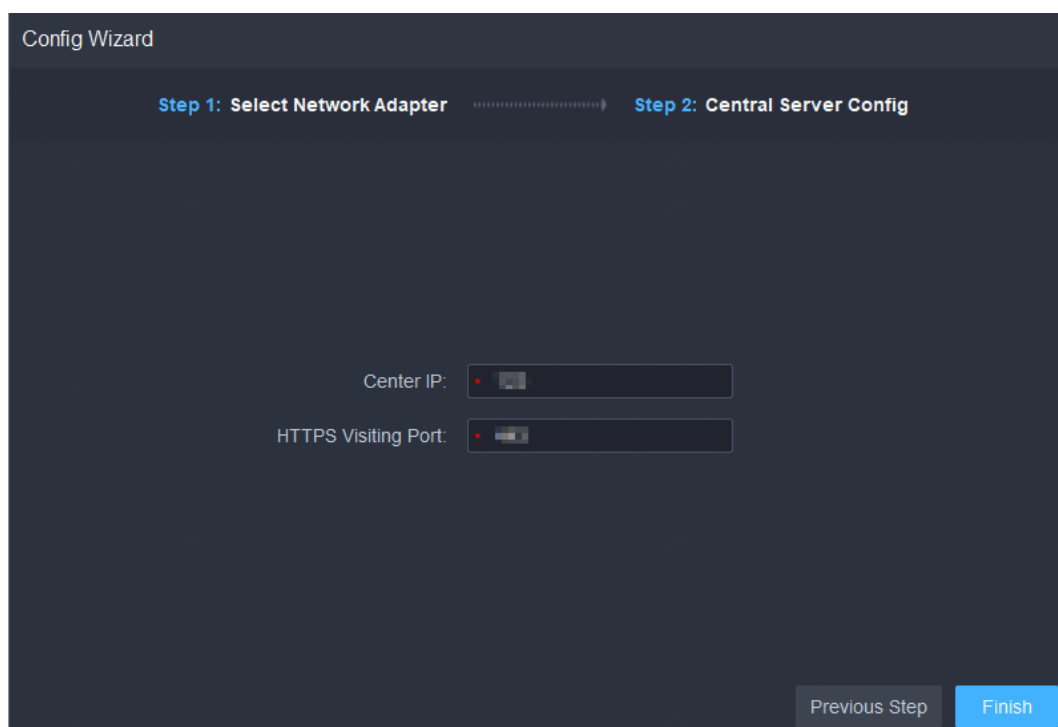 Config Wizard
Step 1: Select Network Adapter Step 2: Central Server Config
Center IP: *
HTTPS Visiting Port: *
Previous Step Finish